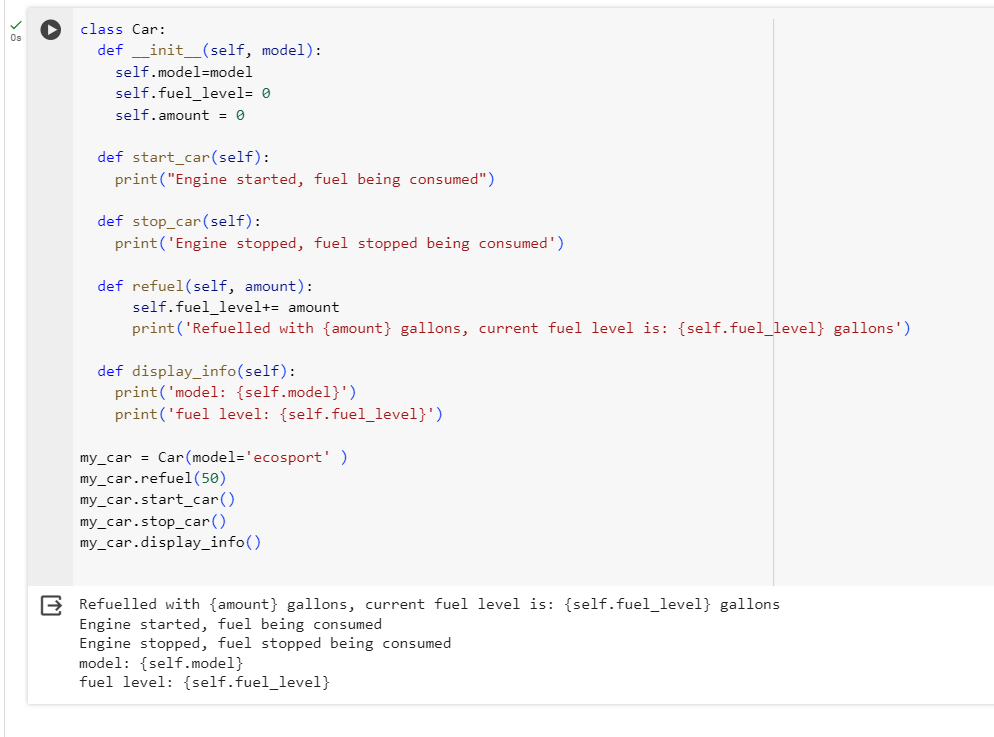 0s
class Car:
  def __init__(self, model):
    self.model=model
    self.fuel_level= 0
    self.amount = 0
  def start_car(self):
    print("Engine started, fuel being consumed")
  def stop_car(self):
    print('Engine stopped, fuel stopped being consumed')
  def refuel(self, amount):
      self.fuel_level+= amount
      print('Refuelled with {amount} gallons, current fuel level is: {self.fuel_level} gallons')
  def display_info(self):
    print('model: {self.model}')
    print('fuel level: {self.fuel_level}')
my_car = Car(model='ecosport' )
my_car.refuel(50)
my_car.start_car()
my_car.stop_car()
my_car.display_info()
Refuelled with {amount} gallons, current fuel level is: {self.fuel_level} gallons
Engine started, fuel being consumed
Engine stopped, fuel stopped being consumed
model: {self.model}
fuel level: {self.fuel_level}